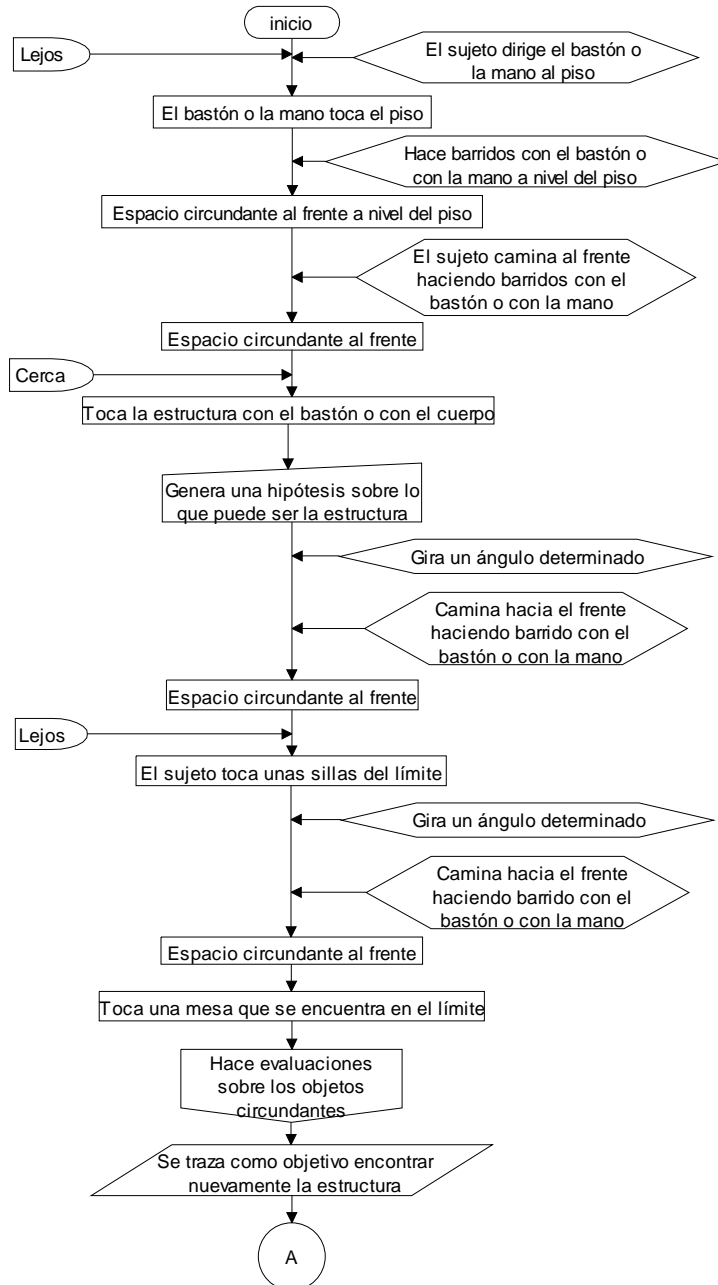 inicio
Lejos
El sujeto dirige el bastón o
la mano al piso
El bastón o la mano toca el piso
Hace barridos con el bastón o
con la mano a nivel del piso
Espacio circundante al frente a nivel del piso
El sujeto camina al frente
haciendo barridos con el
bastón o con la mano
Espacio circundante al frente
Cerca
Toca la estructura con el bastón o con el cuerpo
Genera una hipótesis sobre lo
que puede ser la estructura
Gira un ángulo determinado
Camina hacia el frente
haciendo barrido con el
bastón o con la mano
Espacio circundante al frente
Lejos
El sujeto toca unas sillas del límite
Gira un ángulo determinado
Camina hacia el frente
haciendo barrido con el
bastón o con la mano
Espacio circundante al frente
Toca una mesa que se encuentra en el límite
Hace evaluaciones
sobre los objetos
circundantes
Se traza como objetivo encontrar
nuevamente la estructura
A